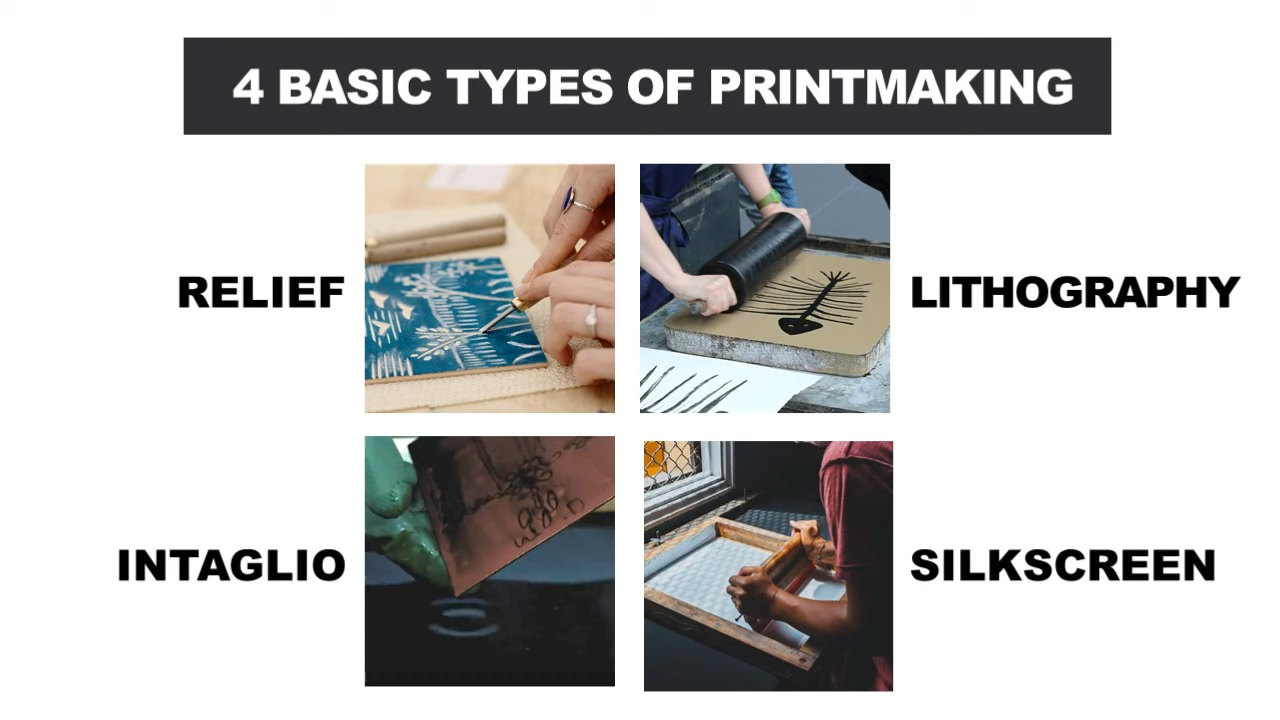 4 BASIC TYPES OF PRINTMAKING
RELIEF
LITHOGRAPHY
INTAGLIO
SILKSCREEN